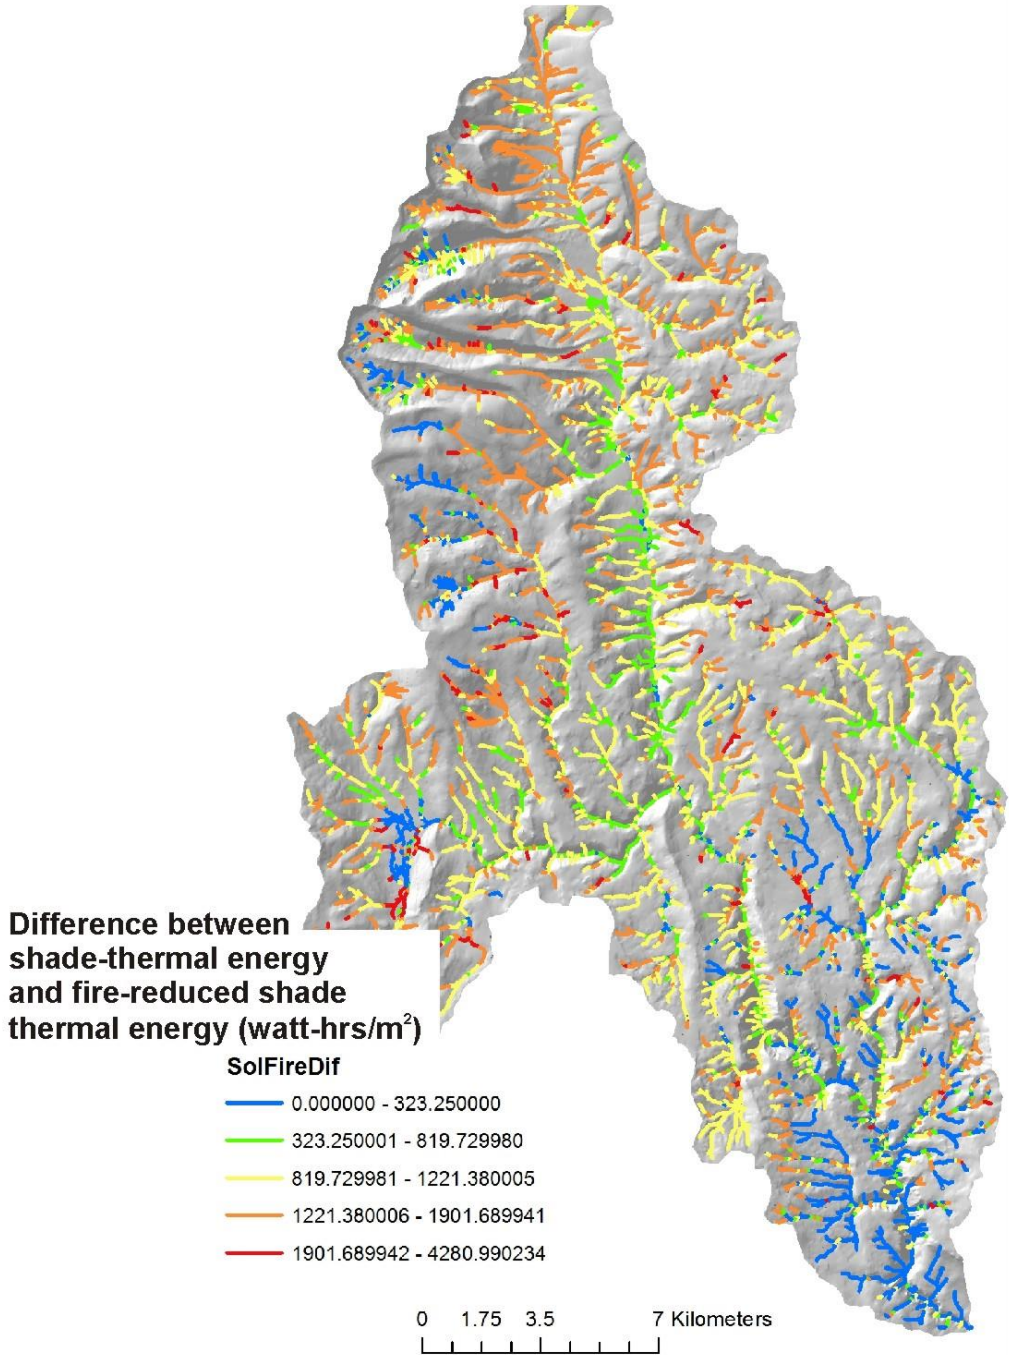 Difference between
shade-thermal energy
and fire-reduced shade
thermal energy (watt-hrs/m²)
SolFireDif
0.000000 - 323.250000
323.250001 - 819.729980
819.729981 - 1221.380005
1221.380006 - 1901.689941
1901.689942 - 4280.990234
0 1.75 3.5 7 Kilometers